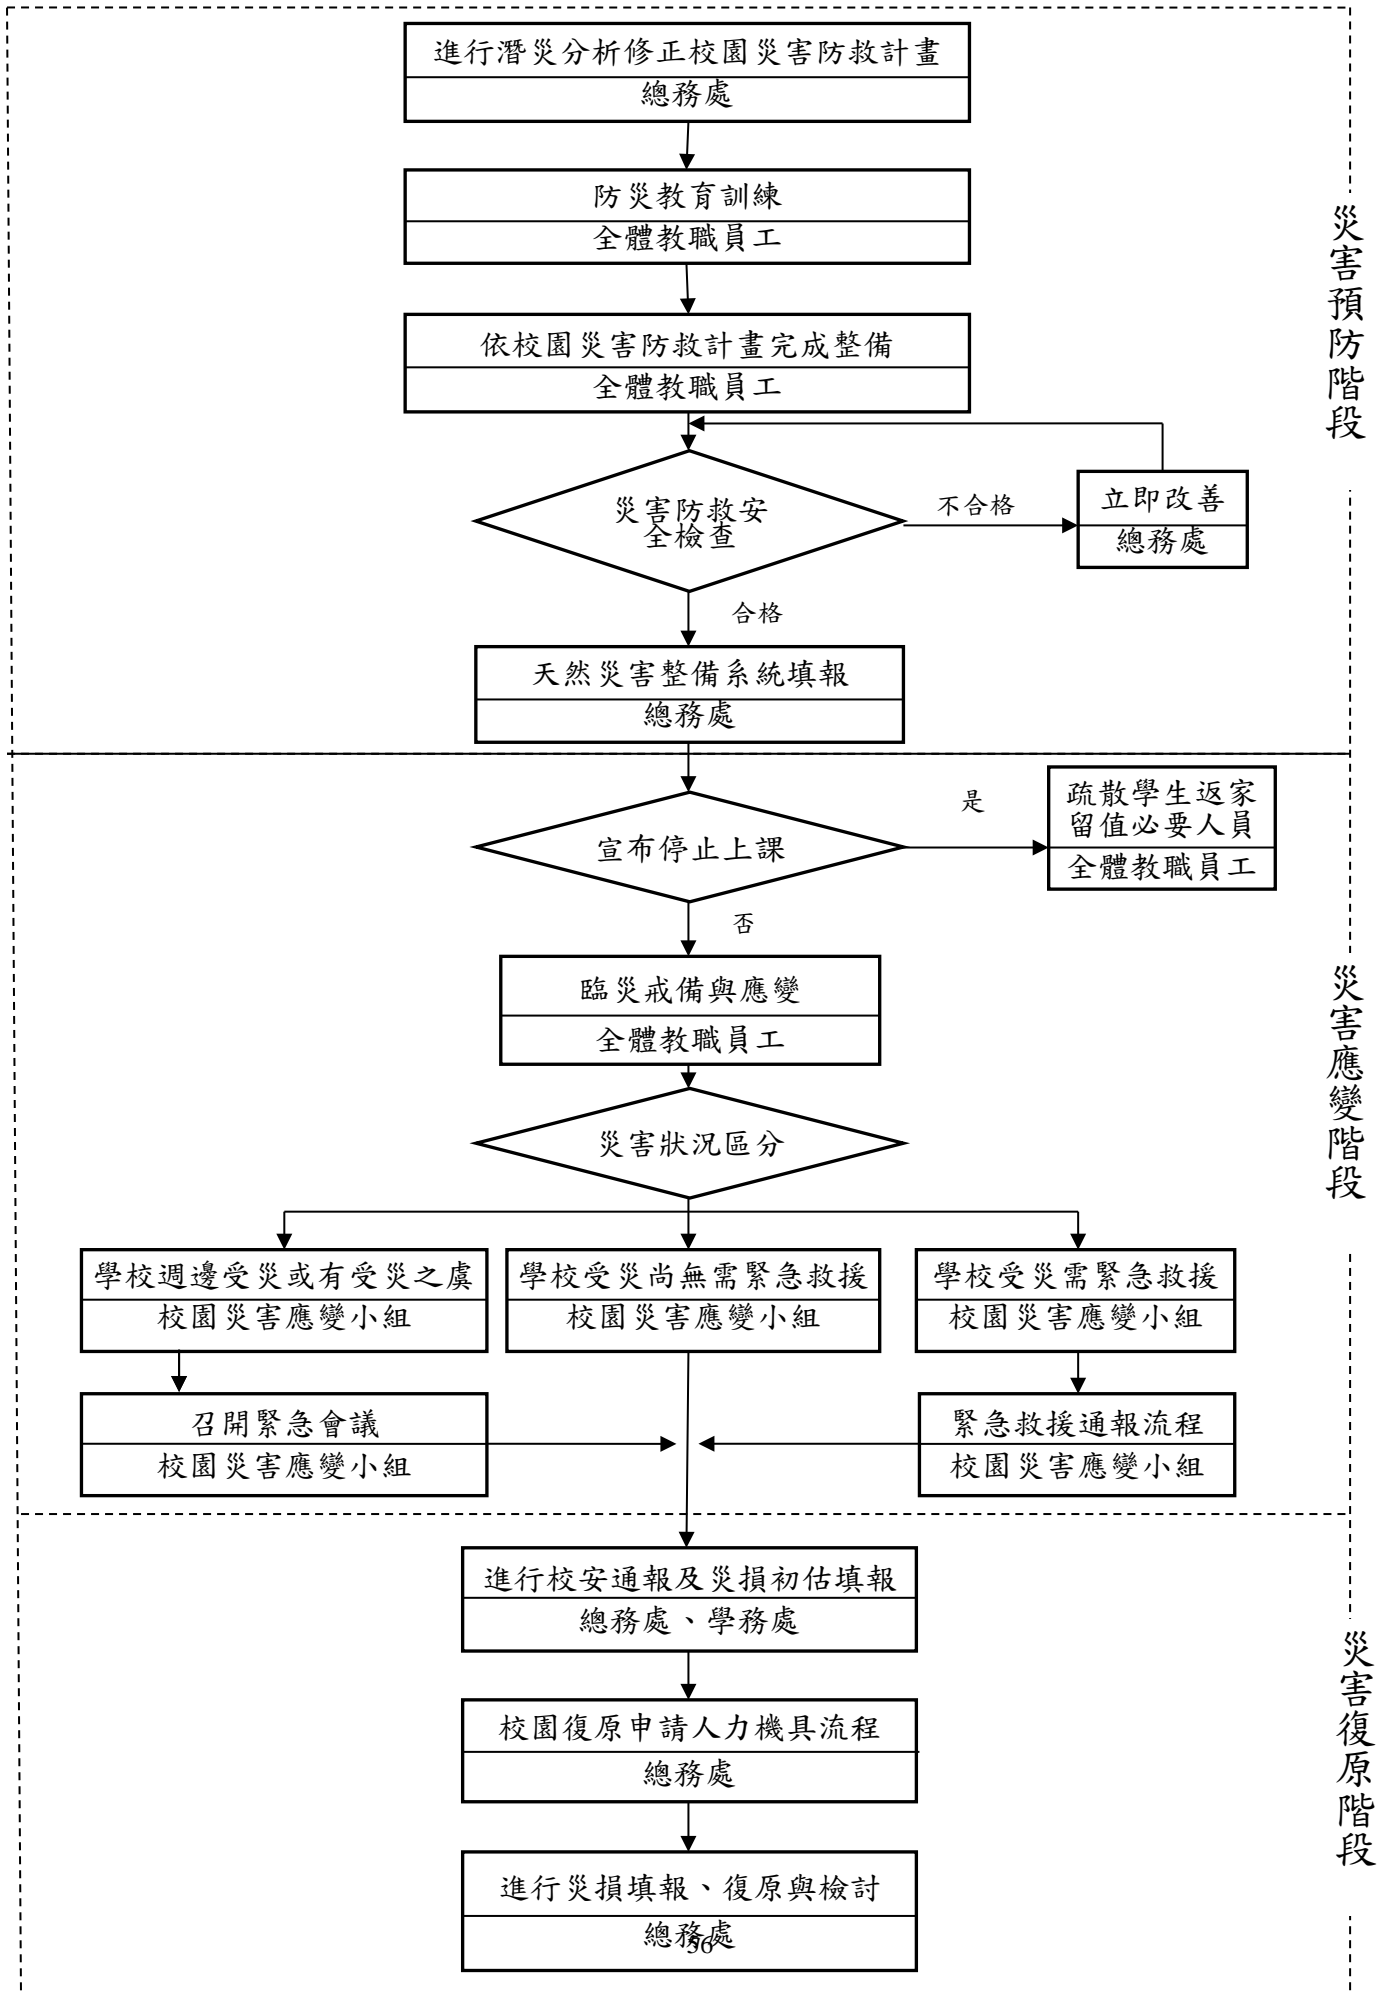 進行潛災分析修正校園災害防救計畫
總務處
防災教育訓練
全體教職員工
依校園災害防救計畫完成整備
全體教職員工
災害防救安
全檢查
不合格
立即改善
總務處
合格
天然災害整備系統填報
總務處
災害預防階段
宣布停止上課
是
疏散學生返家
留值必要人員
全體教職員工
否
臨災戒備與應變
全體教職員工
災害狀況區分
學校週邊受災或有受災之虞
校園災害應變小組
學校受災尚無需緊急救援
校園災害應變小組
學校受災需緊急救援
校園災害應變小組
召開緊急會議
校園災害應變小組
緊急救援通報流程
校園災害應變小組
災害應變階段
進行校安通報及災損初估填報
總務處、學務處
校園復原申請人力機具流程
總務處
進行災損填報、復原與檢討
總務處
56
災害復原階段